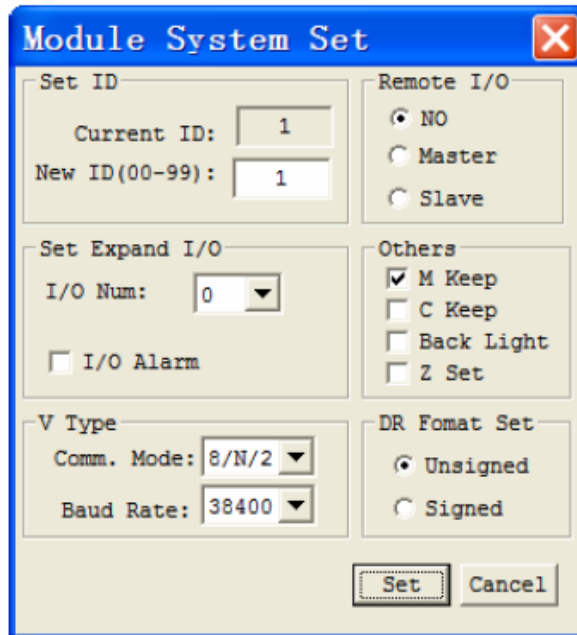 Module System Set
Set ID
Current ID: 1
New ID(00-99): 1
Remote I/O
NO
Master
Slave
Set Expand I/O
I/O Num: 0
I/O Alarm
Others
M Keep
C Keep
Back Light
Z Set
V Type
Comm. Mode: 8/N/2
Baud Rate: 38400
DR Fomat Set
Unsigned
Signed
Set Cancel